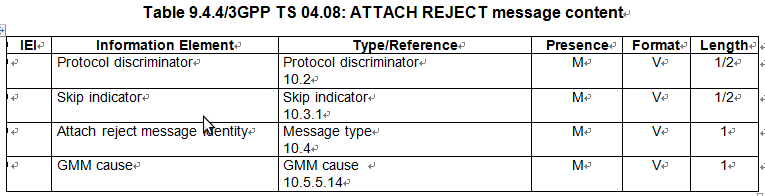 Table 9.4.4/3GPP TS 04.08: ATTACH REJECT message content
IEI Information Element Type/Reference Presence Format Length
Protocol discriminator Protocol discriminator M V 1/2
10.2
Skip indicator Skip indicator M V 1/2
10.3.1
Attach reject message identity Message type M V 1
10.4
GMM cause GMM cause M V 1
10.5.5.14